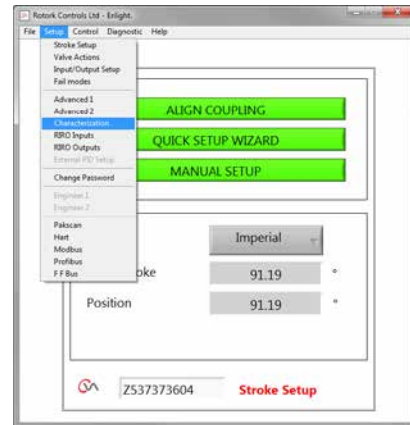 Rotork Controls Ltd - Enlight.
File Setup Control Diagnostic Help
Stroke Setup
Valve Actions
Input/Output Setup
Fail modes
Advanced 1
Advanced 2
Characterization
RIRO Inputs
RIRO Outputs
External PID Setup
Change Password
Engineer 1
Engineer 2
Pakscan
Hart
Modbus
Profibus
F F Bus
ALIGN COUPLING
QUICK SETUP WIZARD
MANUAL SETUP
Imperial
oke 91.19 °
Position 91.19 °
Z537373604 Stroke Setup